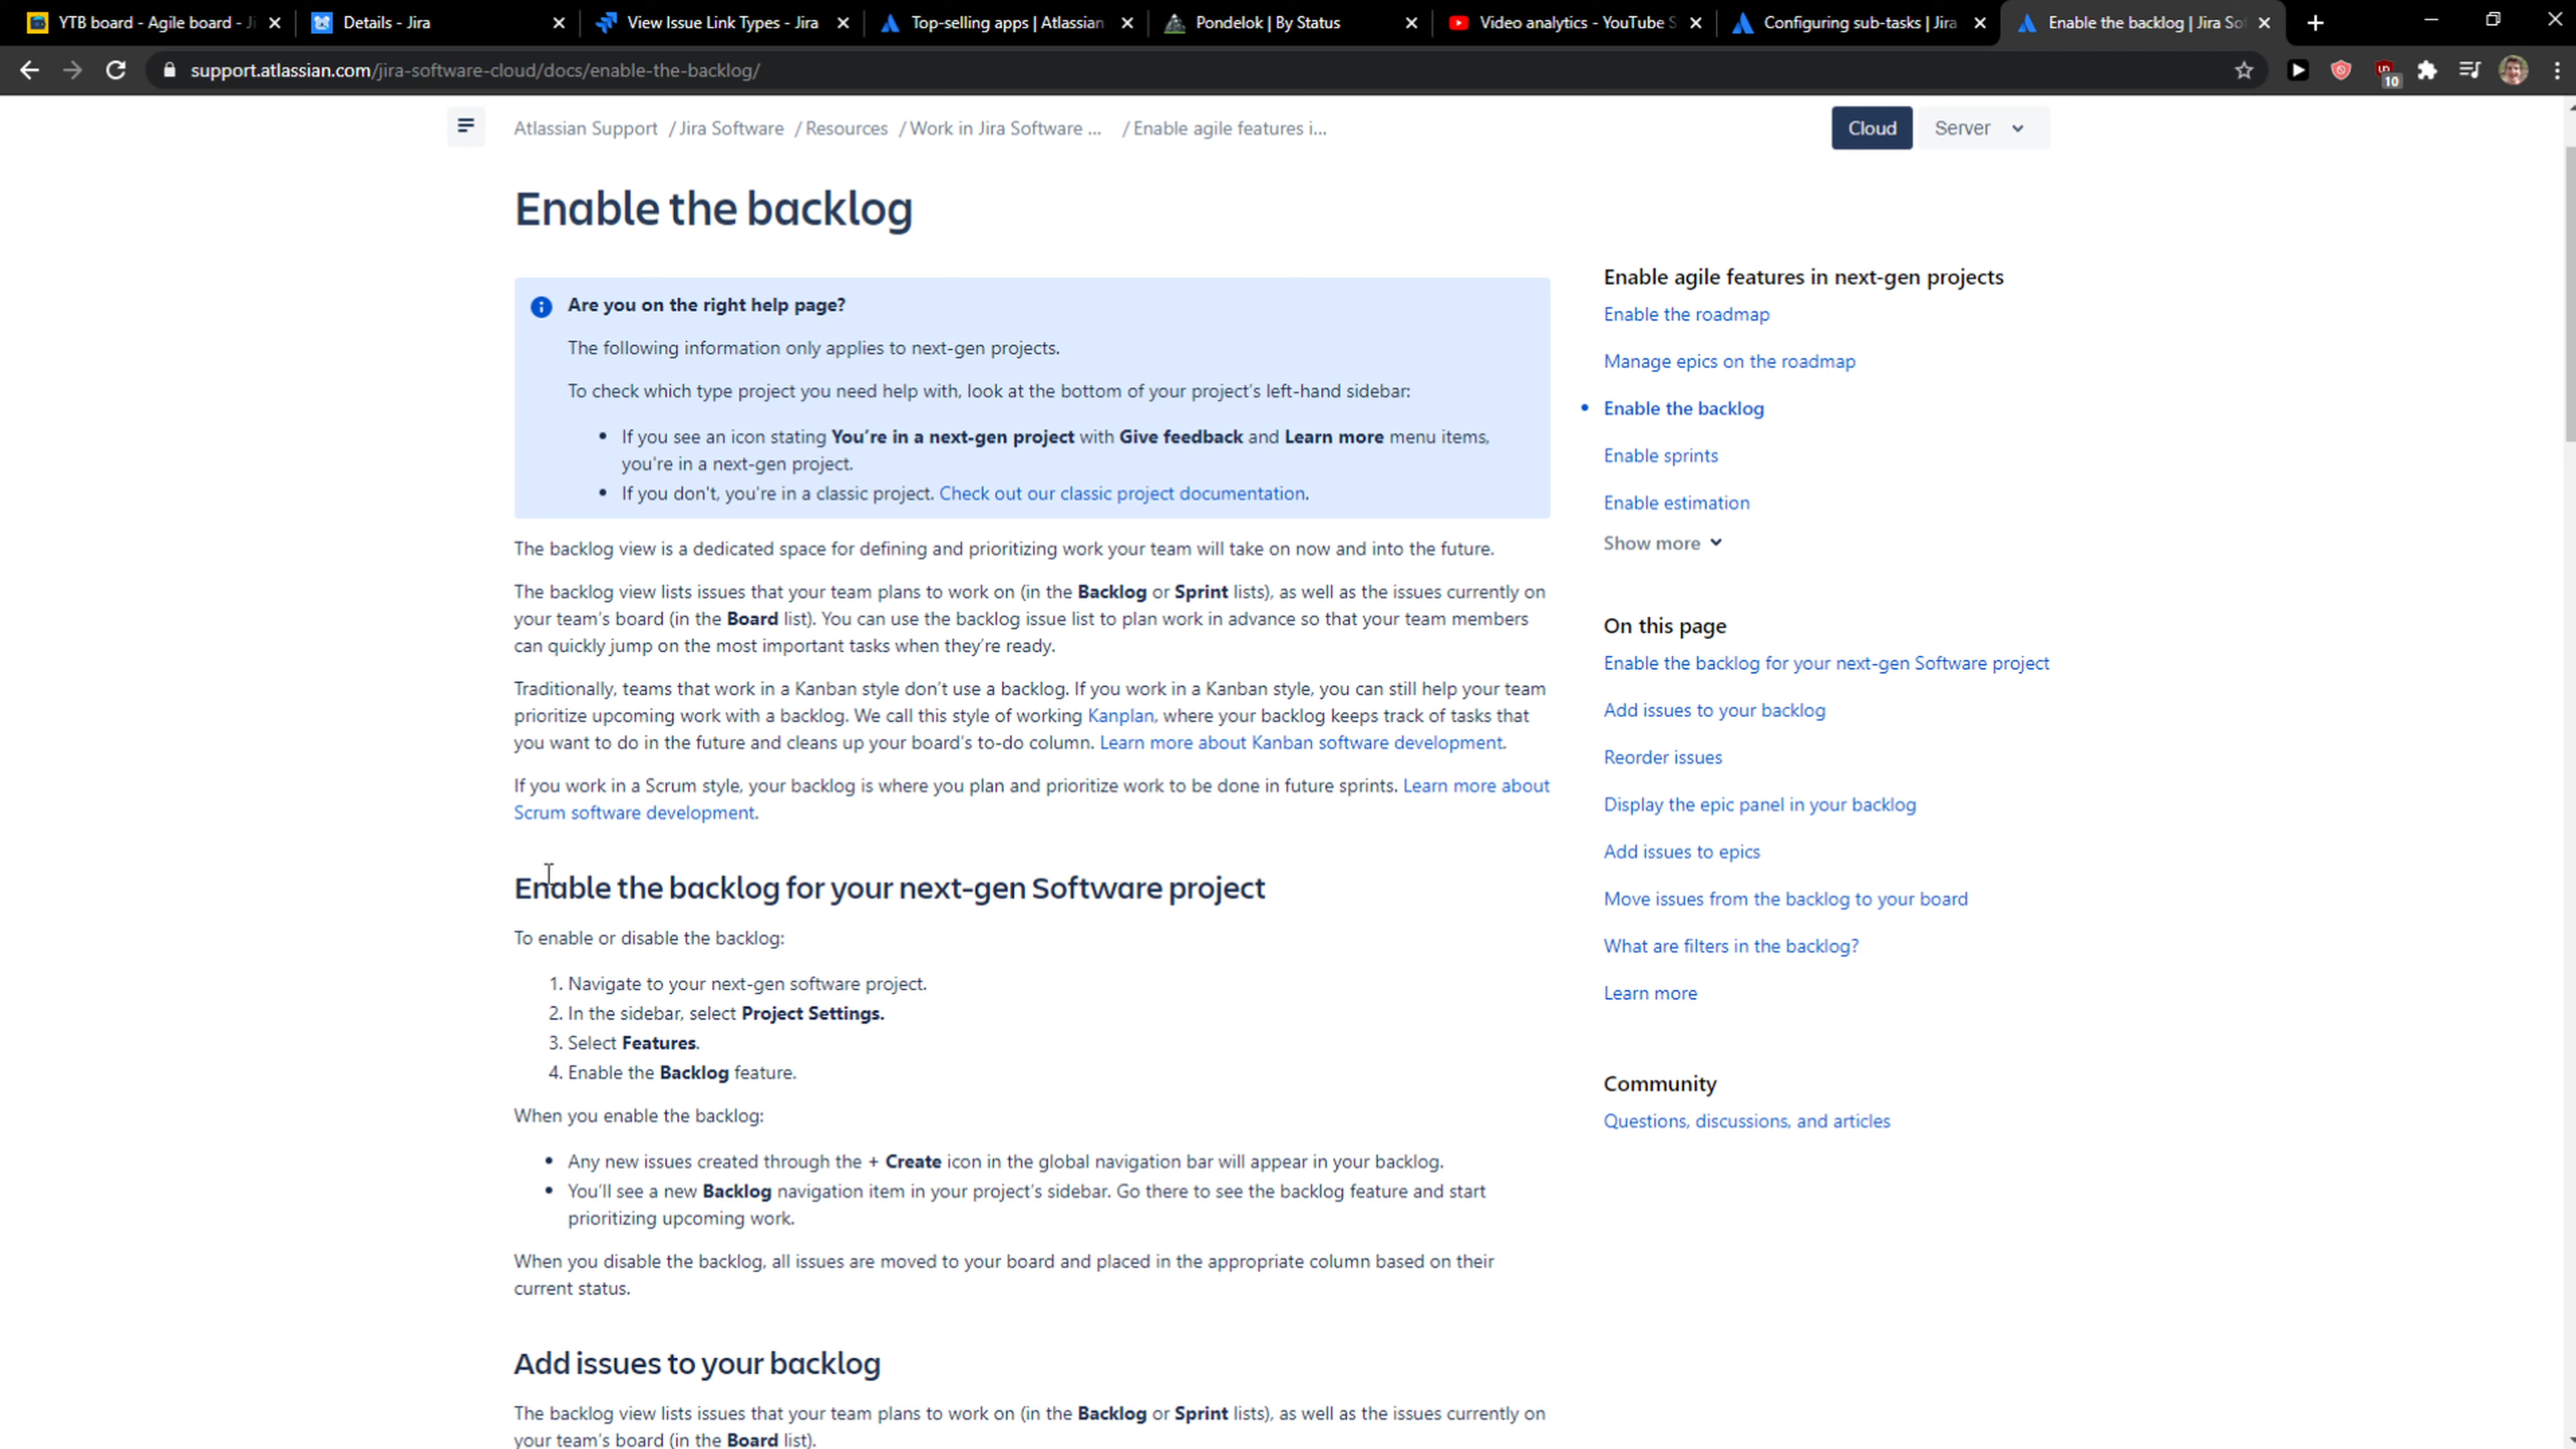 YTB board - Agile board - Ji
Details - Jira
View Issue Link Types - Jira
Top-selling apps | Atlassian
Pondelok | By Status
Video analytics - YouTube S
Configuring sub-tasks | Jira
Enable the backlog | Jira Sof
support.atlassian.com/jira-software-cloud/docs/enable-the-backlog/
10
Atlassian Support / Jira Software / Resources / Work in Jira Software ... / Enable agile features i...
Cloud
Server
Enable the backlog
Are you on the right help page?
The following information only applies to next-gen projects.
To check which type project you need help with, look at the bottom of your project's left-hand sidebar:
• If you see an icon stating You're in a next-gen project with Give feedback and Learn more menu items,
you're in a next-gen project.
• If you don't, you're in a classic project. Check out our classic project documentation.
The backlog view is a dedicated space for defining and prioritizing work your team will take on now and into the future.
The backlog view lists issues that your team plans to work on (in the Backlog or Sprint lists), as well as the issues currently on
your team's board (in the Board list). You can use the backlog issue list to plan work in advance so that your team members
can quickly jump on the most important tasks when they're ready.
Traditionally, teams that work in a Kanban style don't use a backlog. If you work in a Kanban style, you can still help your team
prioritize upcoming work with a backlog. We call this style of working Kanplan, where your backlog keeps track of tasks that
you want to do in the future and cleans up your board's to-do column. Learn more about Kanban software development.
If you work in a Scrum style, your backlog is where you plan and prioritize work to be done in future sprints. Learn more about
Scrum software development.
Enable the backlog for your next-gen Software project
To enable or disable the backlog:
1. Navigate to your next-gen software project.
2. In the sidebar, select Project Settings.
3. Select Features.
4. Enable the Backlog feature.
When you enable the backlog:
• Any new issues created through the + Create icon in the global navigation bar will appear in your backlog.
• You'll see a new Backlog navigation item in your project's sidebar. Go there to see the backlog feature and start
prioritizing upcoming work.
When you disable the backlog, all issues are moved to your board and placed in the appropriate column based on their
current status.
Add issues to your backlog
The backlog view lists issues that your team plans to work on (in the Backlog or Sprint lists), as well as the issues currently on
your team's board (in the Board list).
Enable agile features in next-gen projects
Enable the roadmap
Manage epics on the roadmap
• Enable the backlog
Enable sprints
Enable estimation
Show more
On this page
Enable the backlog for your next-gen Software project
Add issues to your backlog
Reorder issues
Display the epic panel in your backlog
Add issues to epics
Move issues from the backlog to your board
What are filters in the backlog?
Learn more
Community
Questions, discussions, and articles